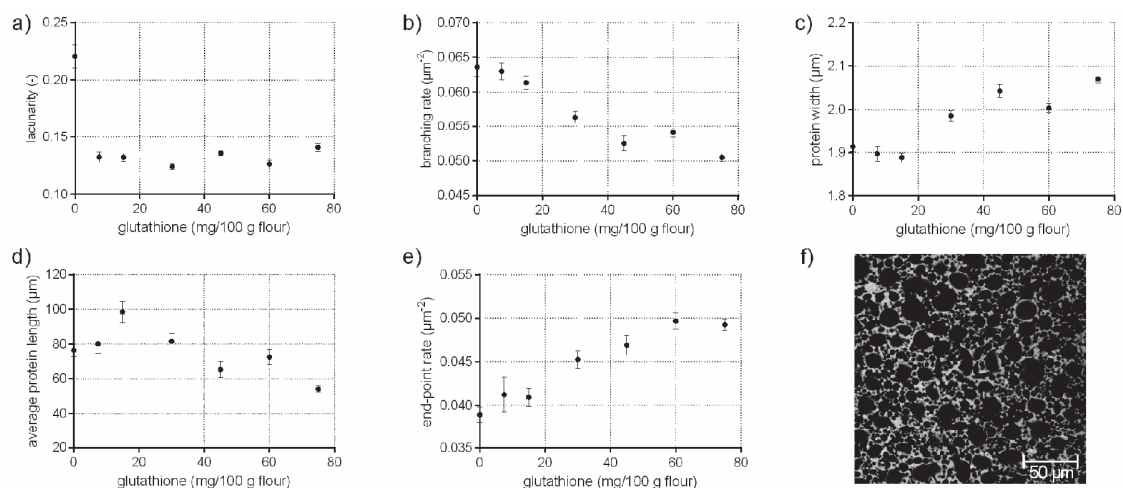 a)
0.25
0.20
0.15
0.10
lacunarity (-)
0 20 40 60 80
glutathione (mg/100 g flour)
b)
0.070
0.065
0.060
0.055
0.050
0.045
branching rate (μm-2)
0 20 40 60 80
glutathione (mg/100 g flour)
c)
2.2
2.1
2.0
1.9
1.8
protein width (μm)
0 20 40 60 80
glutathione (mg/100 g flour)
d)
120
100
80
60
40
20
average protein length (μm)
0 20 40 60 80
glutathione (mg/100 g flour)
e)
0.055
0.050
0.045
0.040
0.035
end-point rate (μm-2)
0 20 40 60 80
glutathione (mg/100 g flour)
f)
50 μm